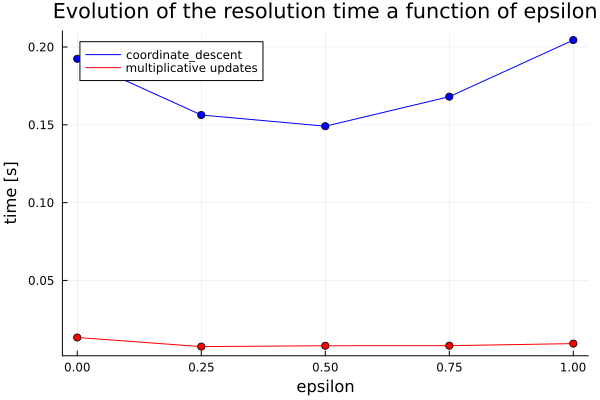 Evolution of the resolution time a function of epsilon
0.20
coordinate_descent
multiplicative updates
0.15
time [s]
0.10
0.05
0.00 0.25 0.50 0.75 1.00
epsilon